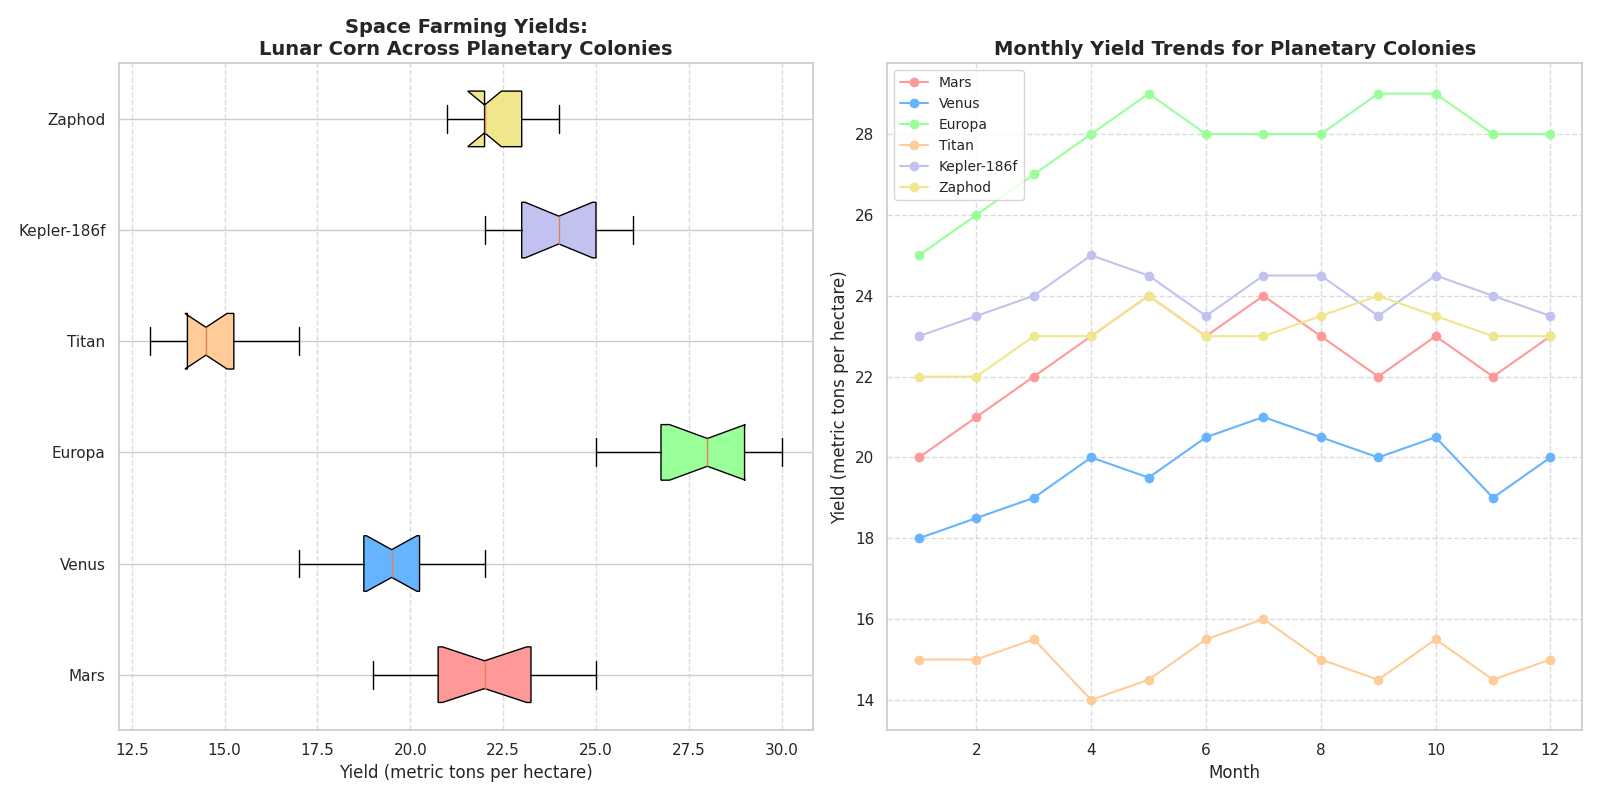 Space Farming Yields:
Lunar Corn Across Planetary Colonies
Zaphod
Kepler-186f
Titan
Europa
Venus
Mars
12.5 15.0 17.5 20.0 22.5 25.0 27.5 30.0
Yield (metric tons per hectare)
Monthly Yield Trends for Planetary Colonies
Mars
Venus
Europa
Titan
Kepler-186f
Zaphod
Yield (metric tons per hectare)
28
26
24
22
20
18
16
14
2 4 6 8 10 12
Month